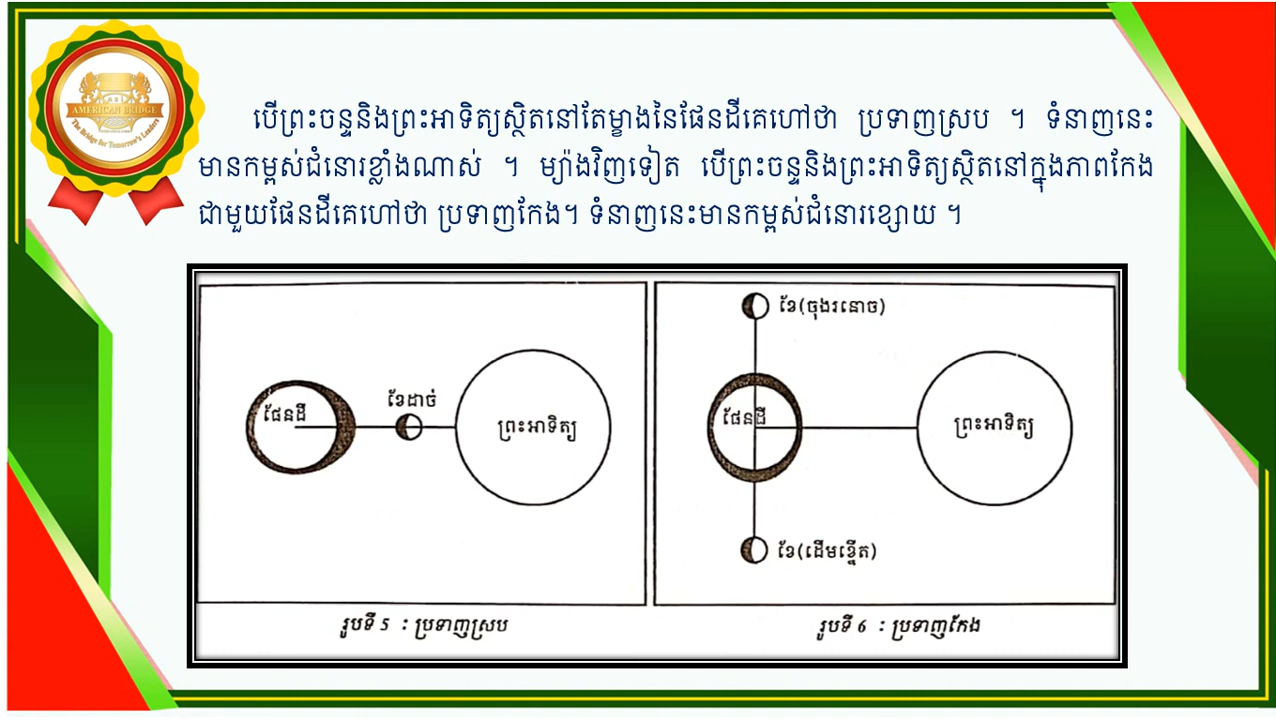 ABI
AMERICAN BRIDGE
The Bridge for Tomorrow's Leaders
បើព្រះចន្ទនិងព្រះអាទិត្យស្ថិតនៅតែម្ខាងនៃផែនដីគេហៅថា ប្រទាញស្រប ។ ទំនាញនេះ
មានកម្ពស់ជំនោរខ្លាំងណាស់ ។ ម្យ៉ាងវិញទៀត បើព្រះចន្ទនិងព្រះអាទិត្យស្ថិតនៅក្នុងភាពកែង
ជាមួយផែនដីគេហៅថា ប្រទាញកែង។ ទំនាញនេះមានកម្ពស់ជំនោរខ្សោយ ។
ផែនដី
ខែដាច់
ព្រះអាទិត្យ
រូបទី 5 : ប្រទាញស្រប
ខែ(ចុងរនោច)
ផែនដី
ព្រះអាទិត្យ
ខែ(ដើមខ្នើត)
រូបទី 6 : ប្រទាញកែង